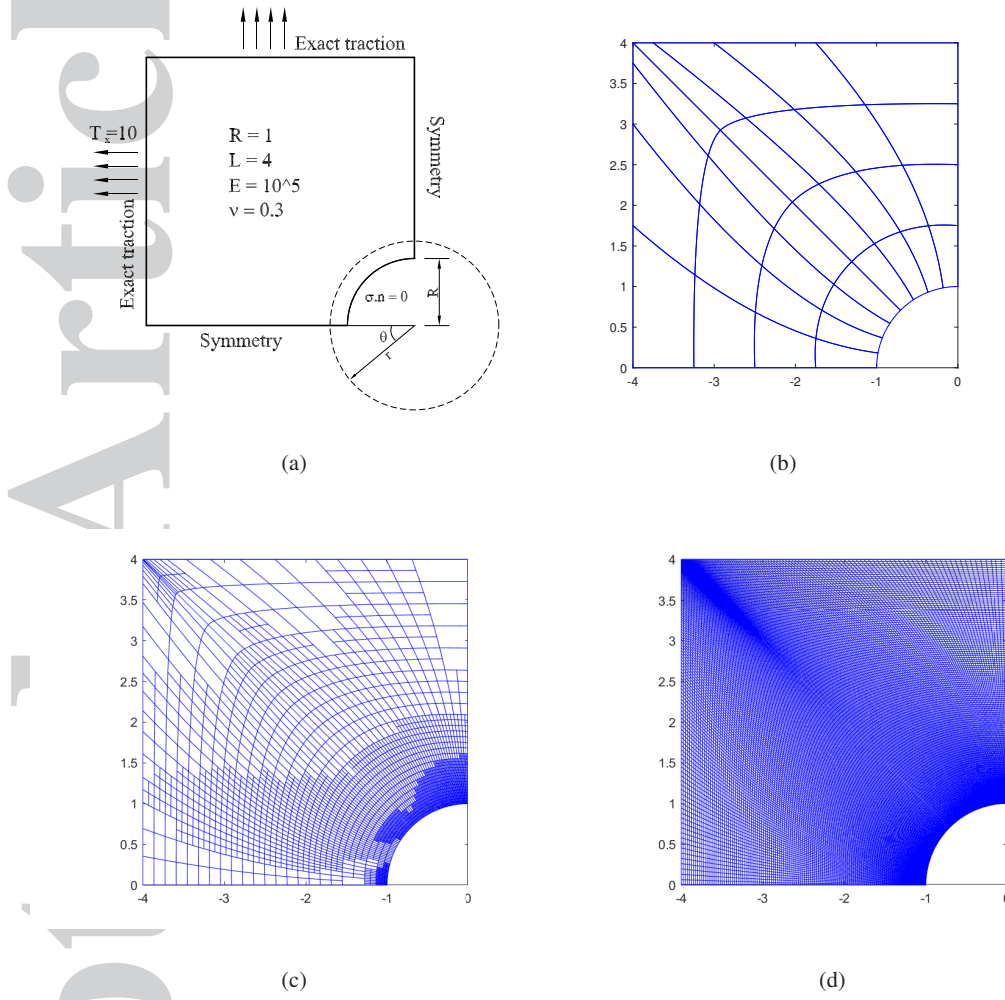 Exact traction
T_x=10
R = 1
L = 4
E = 10^5
ν = 0.3
Exact traction
Symmetry
Symmetry
σ.n = 0
R
θ
r
(a)
4
3.5
3
2.5
2
1.5
1
0.5
0
-4 -3 -2 -1 0
(b)
4
3.5
3
2.5
2
1.5
1
0.5
0
-4 -3 -2 -1 0
(c)
4
3.5
3
2.5
2
1.5
1
0.5
0
-4 -3 -2 -1 0
(d)
Articl